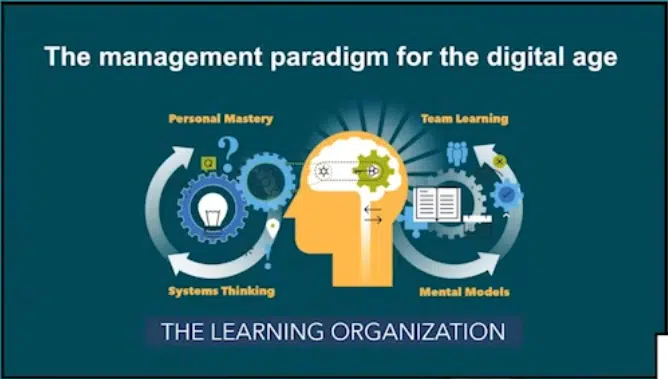 The management paradigm for the digital age
Personal Mastery
Team Learning
Systems Thinking
Mental Models
THE LEARNING ORGANIZATION